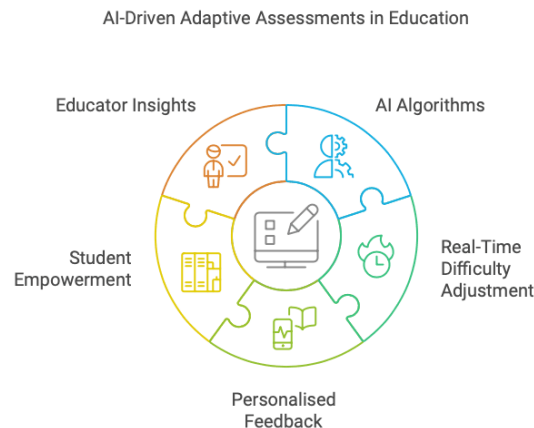 AI-Driven Adaptive Assessments in Education
Educator Insights
AI Algorithms
Student
Empowerment
Real-Time
Difficulty
Adjustment
Personalised
Feedback